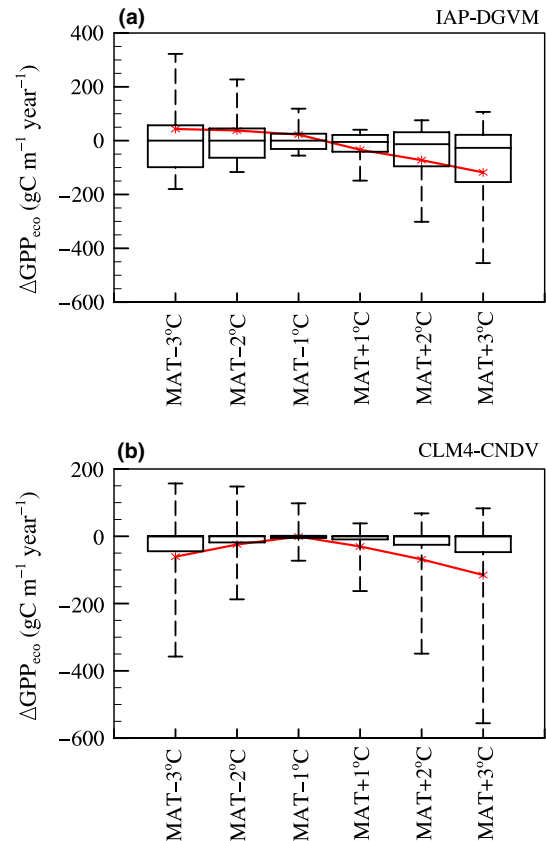 (a) IAP-DGVM
400
200
0
−200
−400
−600
ΔGPPeco (gC m−1 year−1)
MAT−3°C
MAT−2°C
MAT−1°C
MAT+1°C
MAT+2°C
MAT+3°C
(b) CLM4-CNDV
200
0
−200
−400
−600
ΔGPPeco (gC m−1 year−1)
MAT−3°C
MAT−2°C
MAT−1°C
MAT+1°C
MAT+2°C
MAT+3°C